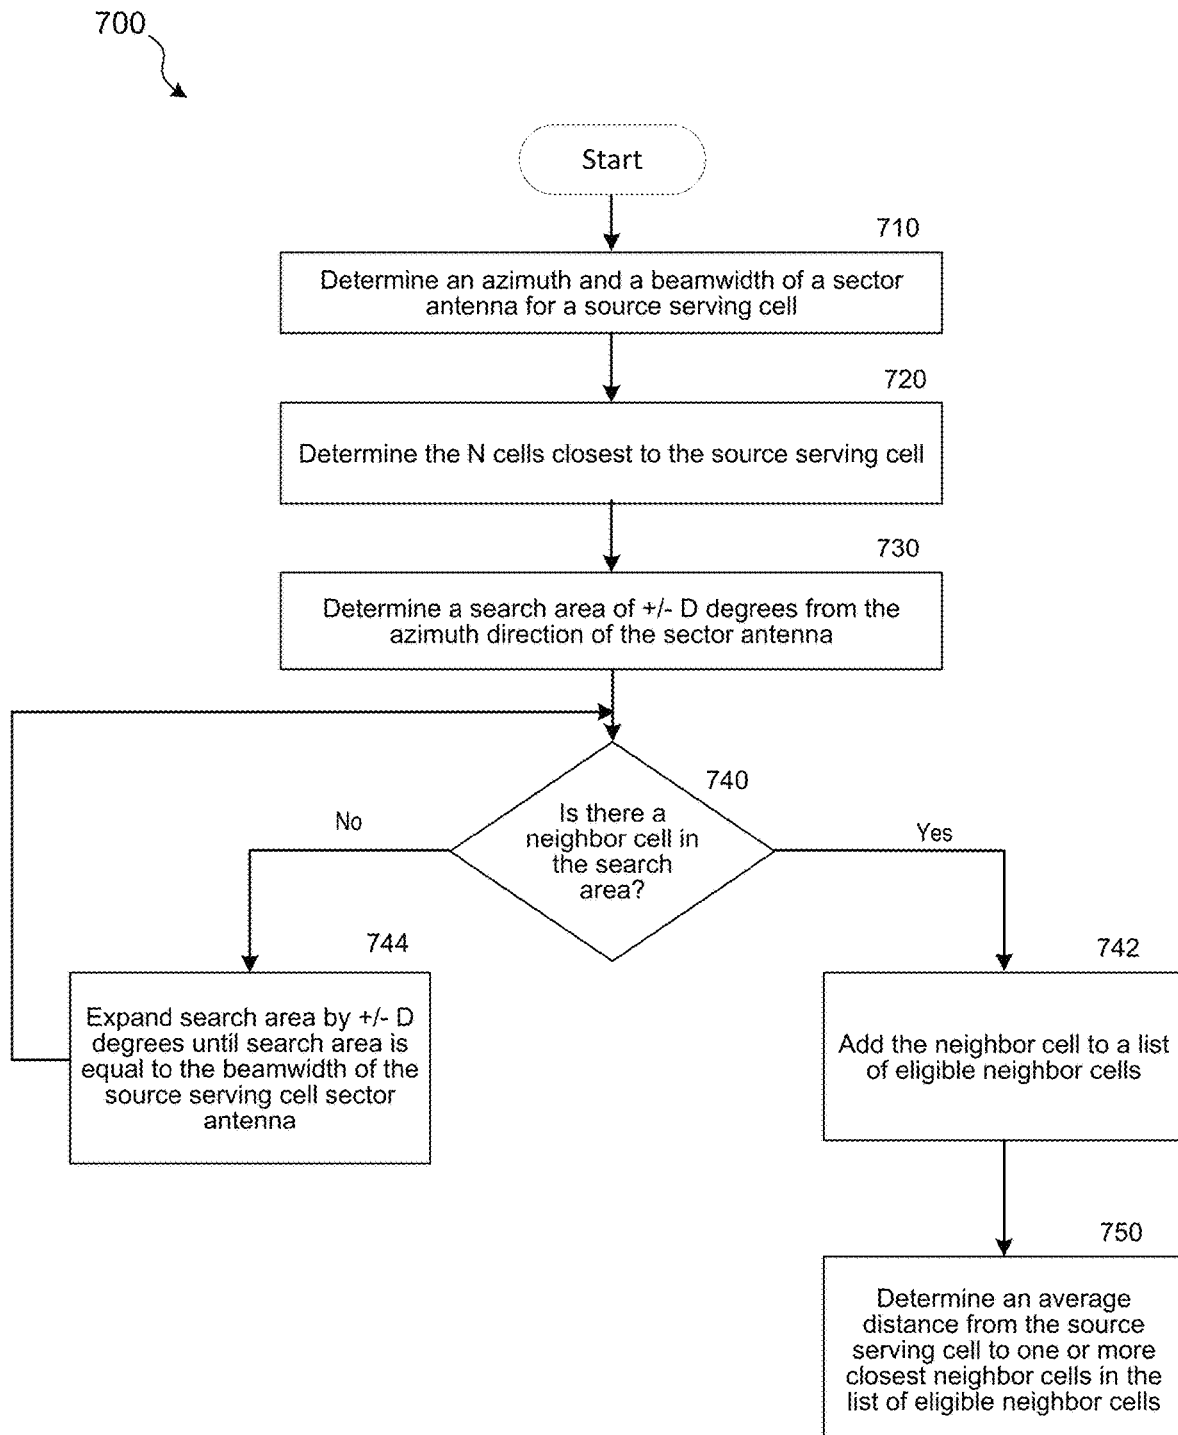 700
Start
710
Determine an azimuth and a beamwidth of a sector
antenna for a source serving cell
720
Determine the N cells closest to the source serving cell
730
Determine a search area of +/- D degrees from the
azimuth direction of the sector antenna
740
Is there a
neighbor cell in
the search
area?
No
Yes
744
Expand search area by +/- D
degrees until search area is
equal to the beamwidth of the
source serving cell sector
antenna
742
Add the neighbor cell to a list
of eligible neighbor cells
750
Determine an average
distance from the source
serving cell to one or more
closest neighbor cells in the
list of eligible neighbor cells